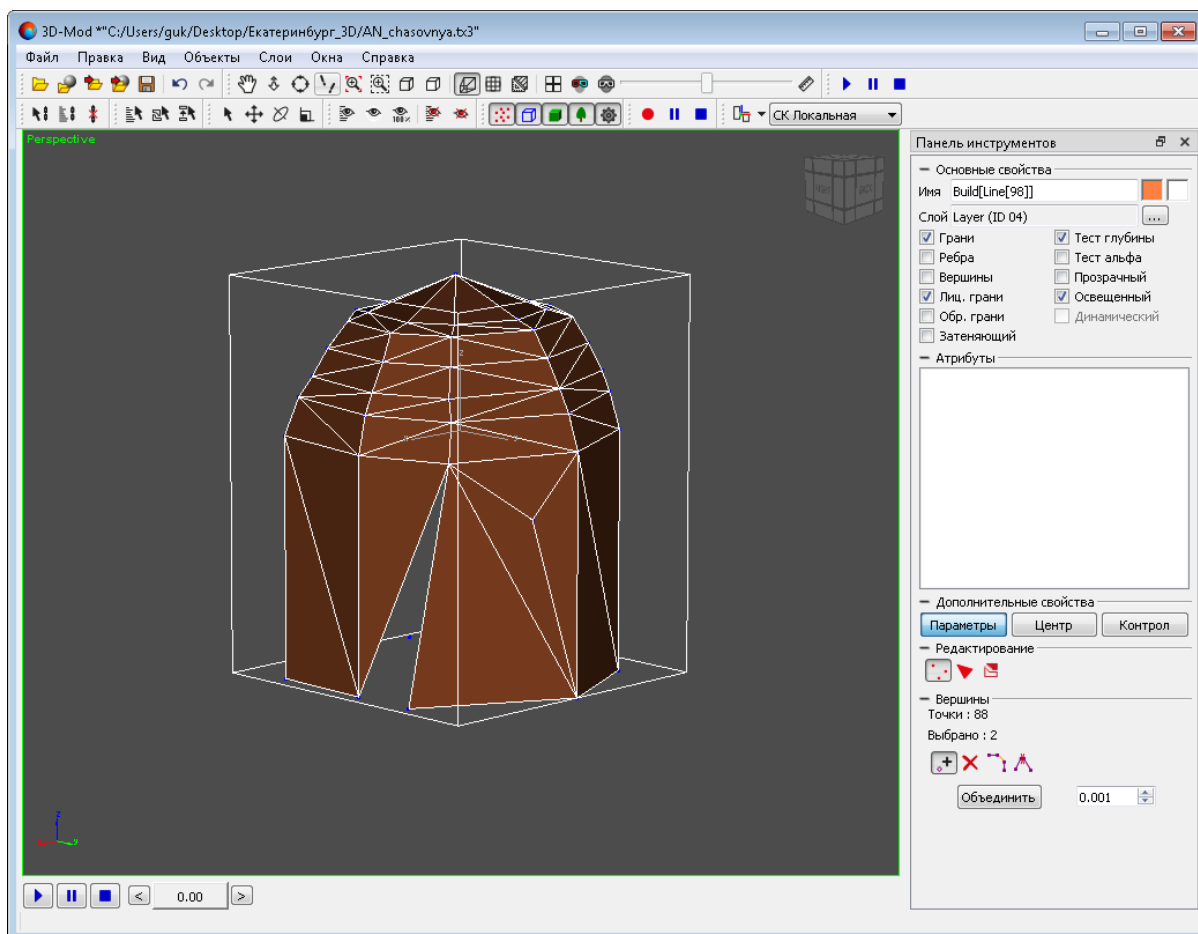 3D-Mod *"C:/Users/guk/Desktop/Екатеринбург_3D/AN_chasovnya.tx3"
Файл Правка Вид Объекты Слои Окна Справка
100%
СК Локальная
Perspective
Панель инструментов
Основные свойства
Имя Build[Line[98]]
Слой Layer (ID 04) ...
Грани Тест глубины
Ребра Тест альфа
Вершины Прозрачный
Лиц. грани Освещенный
Обр. грани Динамический
Затеняющий
Атрибуты
Дополнительные свойства
Параметры Центр Контрол
Редактирование
Вершины
Точки : 88
Выбрано : 2
Объединить 0.001
z
z
x y
< 0.00 >